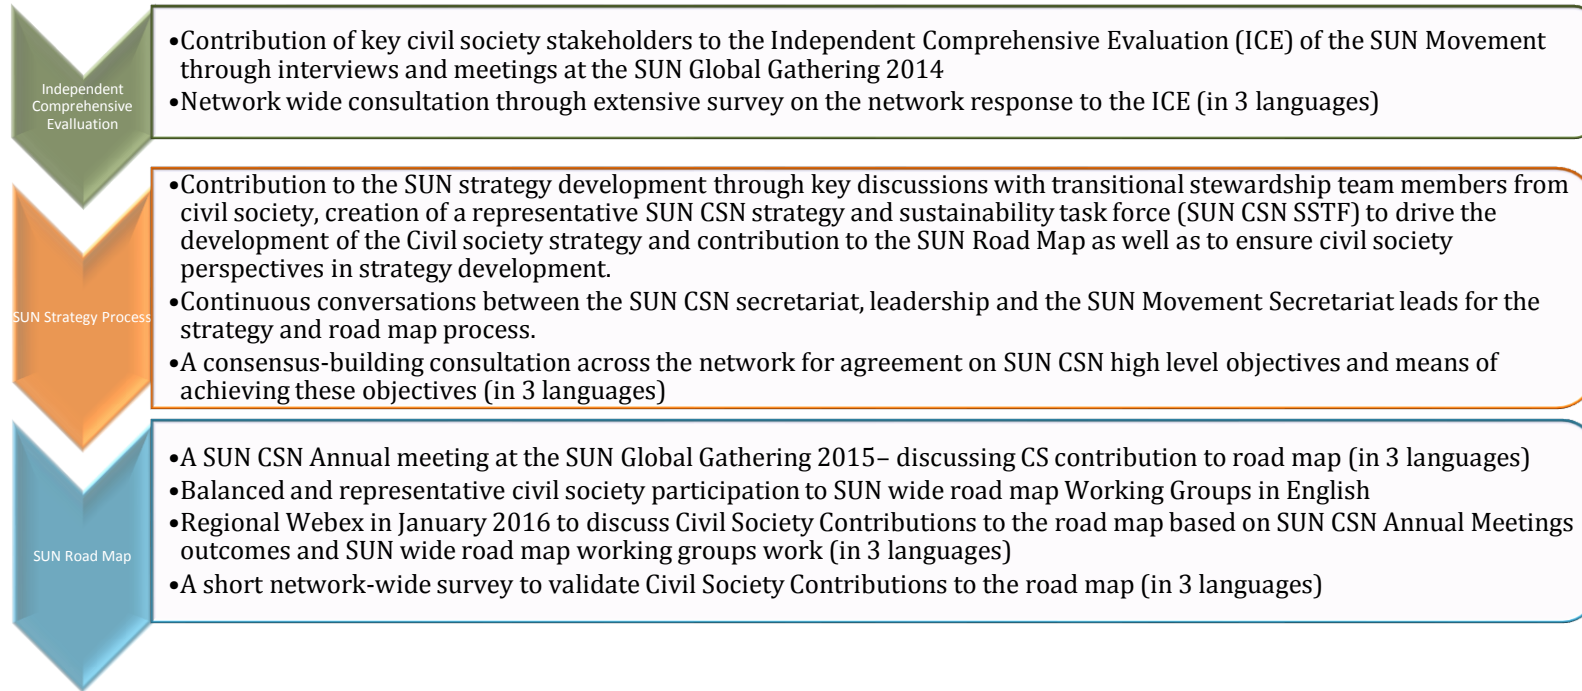 Independent
Comprehensive
Evalluation
•Contribution of key civil society stakeholders to the Independent Comprehensive Evaluation (ICE) of the SUN Movement
through interviews and meetings at the SUN Global Gathering 2014
•Network wide consultation through extensive survey on the network response to the ICE (in 3 languages)
SUN Strategy Process
•Contribution to the SUN strategy development through key discussions with transitional stewardship team members from
civil society, creation of a representative SUN CSN strategy and sustainability task force (SUN CSN SSTF) to drive the
development of the Civil society strategy and contribution to the SUN Road Map as well as to ensure civil society
perspectives in strategy development.
•Continuous conversations between the SUN CSN secretariat, leadership and the SUN Movement Secretariat leads for the
strategy and road map process.
•A consensus-building consultation across the network for agreement on SUN CSN high level objectives and means of
achieving these objectives (in 3 languages)
SUN Road Map
•A SUN CSN Annual meeting at the SUN Global Gathering 2015– discussing CS contribution to road map (in 3 languages)
•Balanced and representative civil society participation to SUN wide road map Working Groups in English
•Regional Webex in January 2016 to discuss Civil Society Contributions to the road map based on SUN CSN Annual Meetings
outcomes and SUN wide road map working groups work (in 3 languages)
•A short network-wide survey to validate Civil Society Contributions to the road map (in 3 languages)